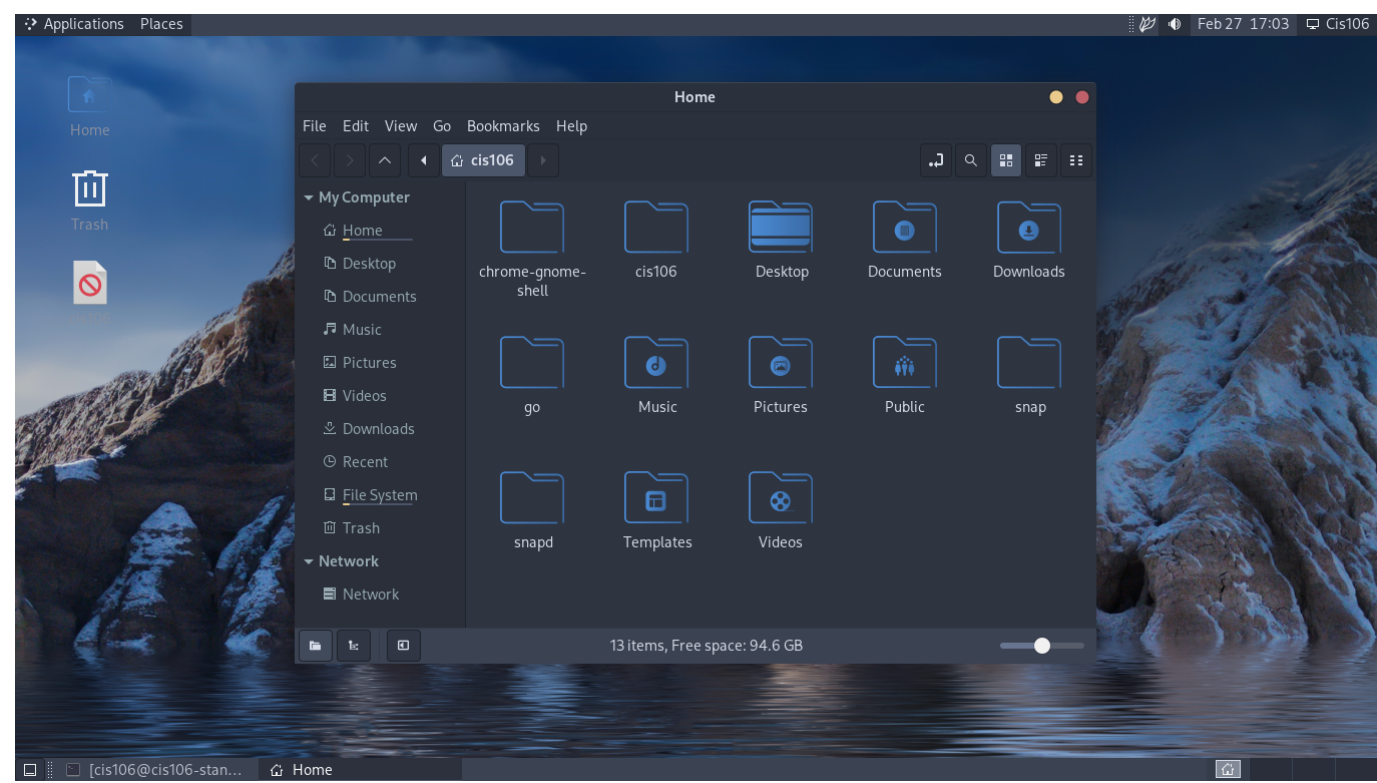 Applications Places Feb 27 17:03 Cis106
Home
Trash
Home
File Edit View Go Bookmarks Help
cis106
My Computer
Home
Desktop
Documents
Music
Pictures
Videos
Downloads
Recent
File System
Trash
Network
Network
chrome-gnome-
shell
cis106
Desktop
Documents
Downloads
go
Music
Pictures
Public
snap
snapd
Templates
Videos
13 items, Free space: 94.6 GB
[cis106@cis106-stan... Home